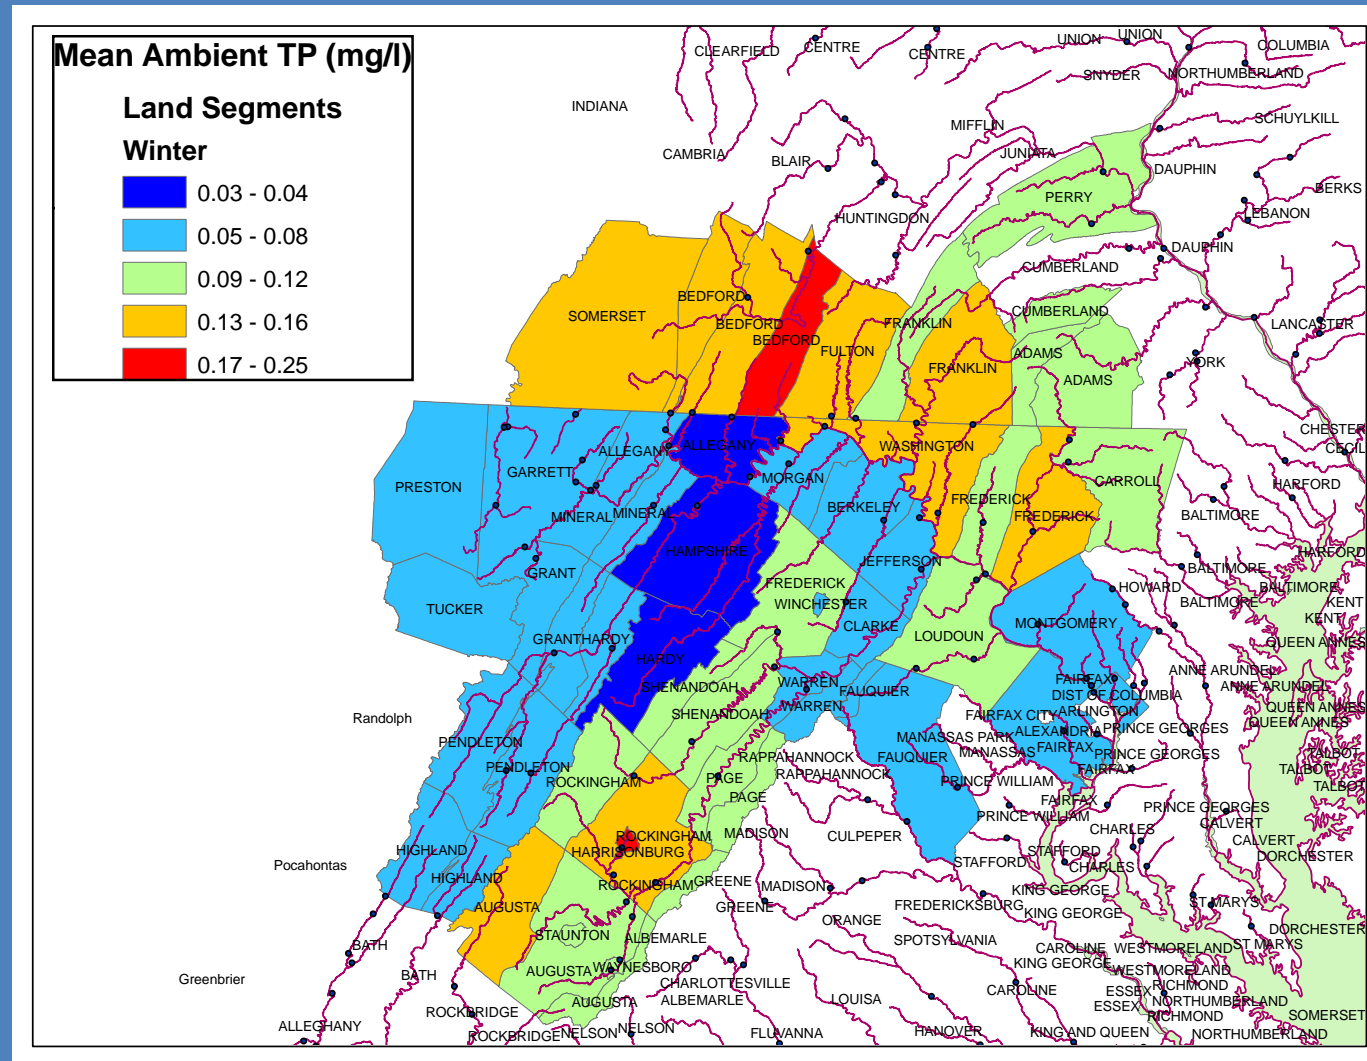 Mean Ambient TP (mg/l)
Land Segments
Winter
0.03 - 0.04
0.05 - 0.08
0.09 - 0.12
0.13 - 0.16
0.17 - 0.25
UNION
UNION
CENTRE
CENTRE
CLEARFIELD
COLUMBIA
SNYDER
NORTHUMBERLAND
INDIANA
SCHUYLKILL
MIFFLIN
CAMBRIA
BLAIR
JUNIATA
DAUPHIN
BERKS
PERRY
HUNTINGDON
LEBANON
DAUPHIN
CUMBERLAND
BEDFORD
SOMERSET
BEDFORD
BEDFORD
FULTON
FRANKLIN
CUMBERLAND
LANCASTER
ADAMS
FRANKLIN
ADAMS
YORK
CHESTER
CECIL
ALLEGANY
ALLEGANY
WASHINGTON
GARRETT
MORGAN
PRESTON
CARROLL
HARFORD
FREDERICK
BERKELEY
MINERAL
MINERAL
FREDERICK
BALTIMORE
HAMPSHIRE
HARFORD
JEFFERSON
GRANT
BALTIMORE
FREDERICK
HOWARD
BALTIMORE
WINCHESTER
BALTIMORE
KENT
TUCKER
KENT
CLARKE
MONTGOMERY
GRANT
HARDY
LOUDOUN
QUEEN ANNES
HARDY
ANNE ARUNDEL
FAIRFAX
WARREN
SHENANDOAH
FAUQUIER
ANNE ARUNDEL
DIST OF COLUMBIA
WARREN
QUEEN ANNES
Randolph
SHENANDOAH
FAIRFAX CITY
ARLINGTON
QUEEN ANNES
ALEXANDRIA
PRINCE GEORGES
MANASSAS PARK
PENDLETON
FAIRFAX
MANASSAS
PRINCE GEORGES
TALBOT
RAPPAHANNOCK
FAUQUIER
PENDLETON
FAIRFAX
TALBOT
RAPPAHANNOCK
PAGE
ROCKINGHAM
PRINCE WILLIAM
TALBOT
PAGE
FAIRFAX
PRINCE GEORGES
PRINCE WILLIAM
CALVERT
CHARLES
MADISON
ROCKINGHAM
CULPEPER
CALVERT
HIGHLAND
HARRISONBURG
STAFFORD
DORCHESTER
STAFFORD
Pocahontas
CHARLES
HIGHLAND
GREENE
ROCKINGHAM
MADISON
KING GEORGE
ST MARYS
FREDERICKSBURG
AUGUSTA
GREENE
KING GEORGE
ORANGE
DORCHESTER
STAUNTON
ALBEMARLE
SPOTSYLVANIA
ST MARYS
BATH
CAROLINE
WESTMORELAND
KING GEORGE
WAYNESBORO
AUGUSTA
WESTMORELAND
BATH
Greenbrier
CHARLOTTESVILLE
RICHMOND
CAROLINE
ESSEX
ALBEMARLE
LOUISA
NORTHUMBERLAND
AUGUSTA
ESSEX
ROCKBRIDGE
RICHMOND
SOMERSET
ALLEGHANY
NELSON
HANOVER
KING AND QUEEN
NELSON
FLUVANNA
ROCKBRIDGE
NORTHUMBERLAND